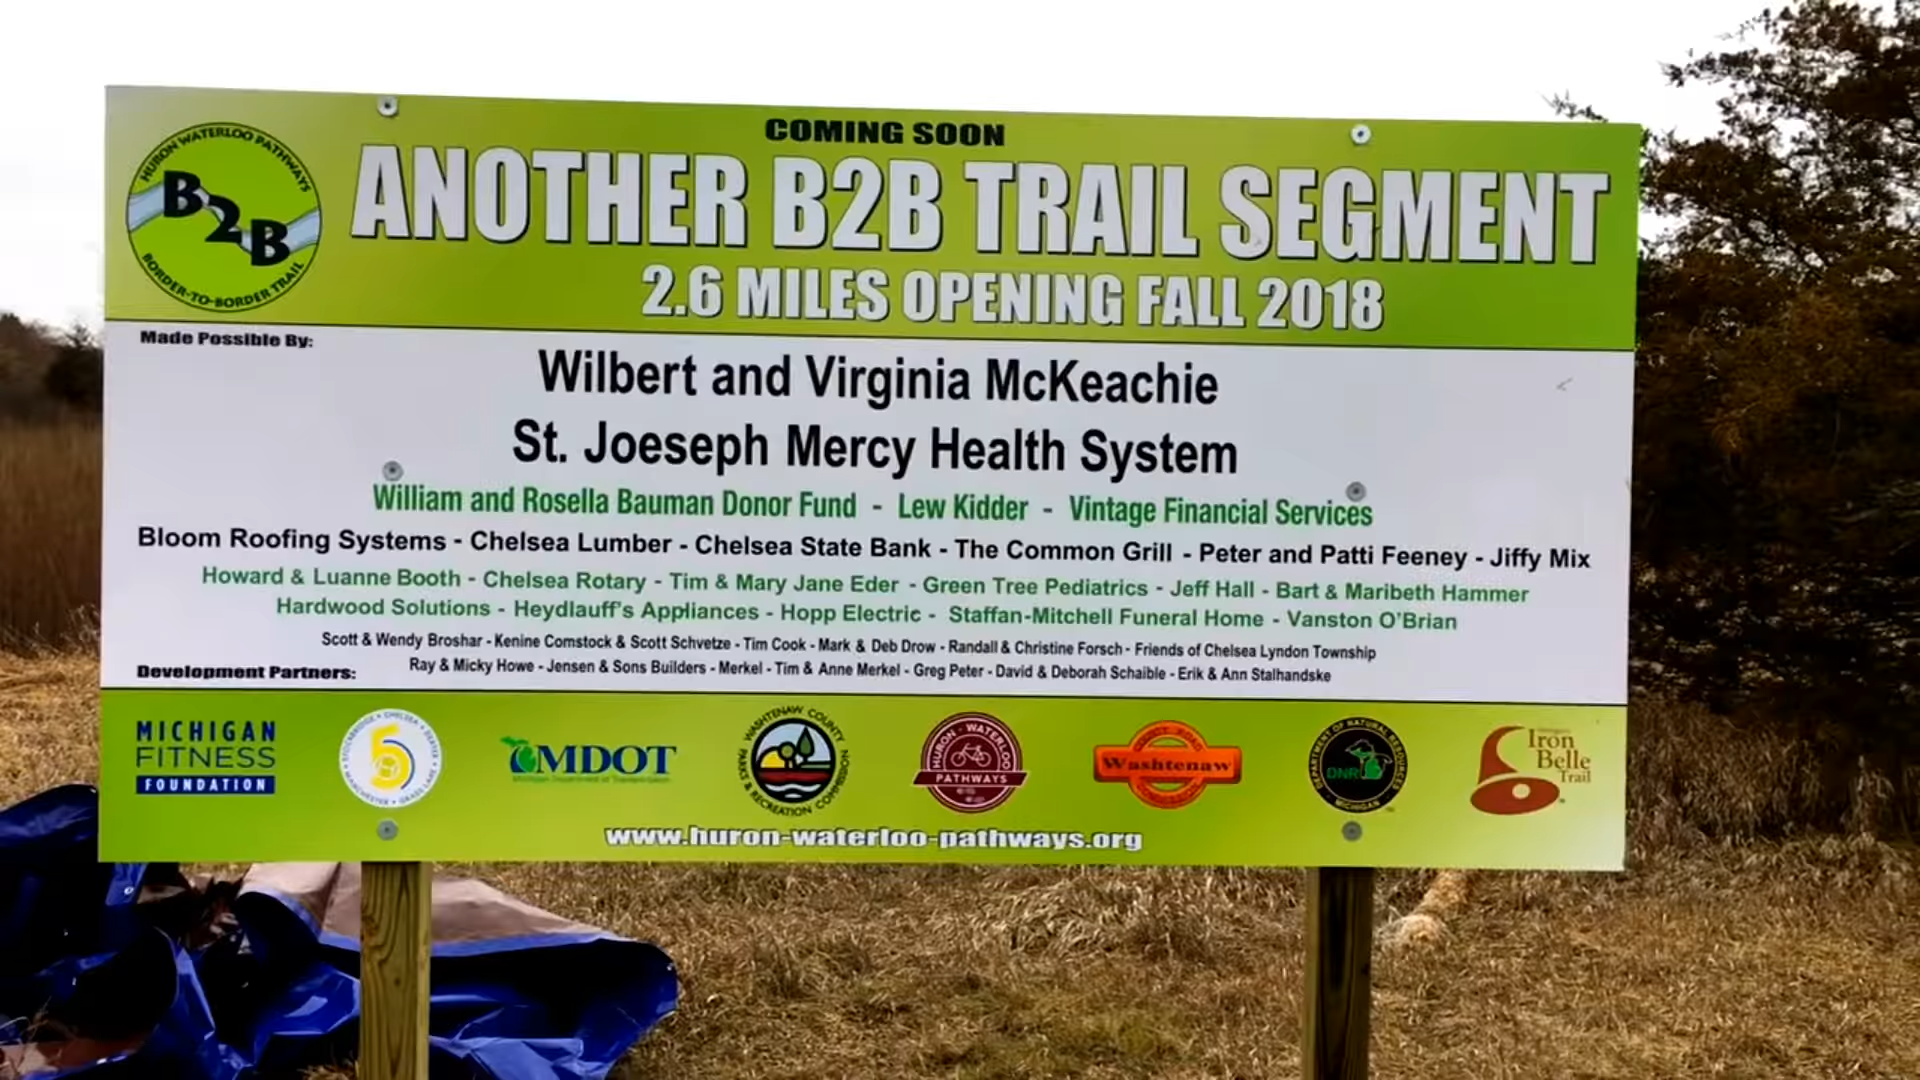 COMING SOON
ANOTHER B2B TRAIL SEGMENT
2.6 MILES OPENING FALL 2018
HURON WATERLOO PATHWAYS
B2B
BORDER-TO-BORDER TRAIL
Made Possible By:
Wilbert and Virginia McKeachie
St. Joeseph Mercy Health System
William and Rosella Bauman Donor Fund - Lew Kidder - Vintage Financial Services
Bloom Roofing Systems - Chelsea Lumber - Chelsea State Bank - The Common Grill - Peter and Patti Feeney - Jiffy Mix
Howard & Luanne Booth - Chelsea Rotary - Tim & Mary Jane Eder - Green Tree Pediatrics - Jeff Hall - Bart & Maribeth Hammer
Hardwood Solutions - Heydlauff's Appliances - Hopp Electric - Staffan-Mitchell Funeral Home - Vanston O'Brian
Scott & Wendy Broshar - Kenine Comstock & Scott Schvetze - Tim Cook - Mark & Deb Drow - Randall & Christine Forsch - Friends of Chelsea Lyndon Township
Ray & Micky Howe - Jensen & Sons Builders - Merkel - Tim & Anne Merkel - Greg Peter - David & Deborah Schaible - Erik & Ann Stalhandske
Development Partners:
MICHIGAN
FITNESS
FOUNDATION
STOCKBRIDGE • CHELSEA • DEXTER
5
MANCHESTER • GRASS LAKE
MDOT
Michigan Department of Transportation
WASHTENAW COUNTY
PARKS & RECREATION COMMISSION
HURON - WATERLOO
PATHWAYS
Washtenaw
DEPARTMENT OF NATURAL RESOURCES
DNR
MICHIGAN
Iron
Belle
Trail
www.huron-waterloo-pathways.org